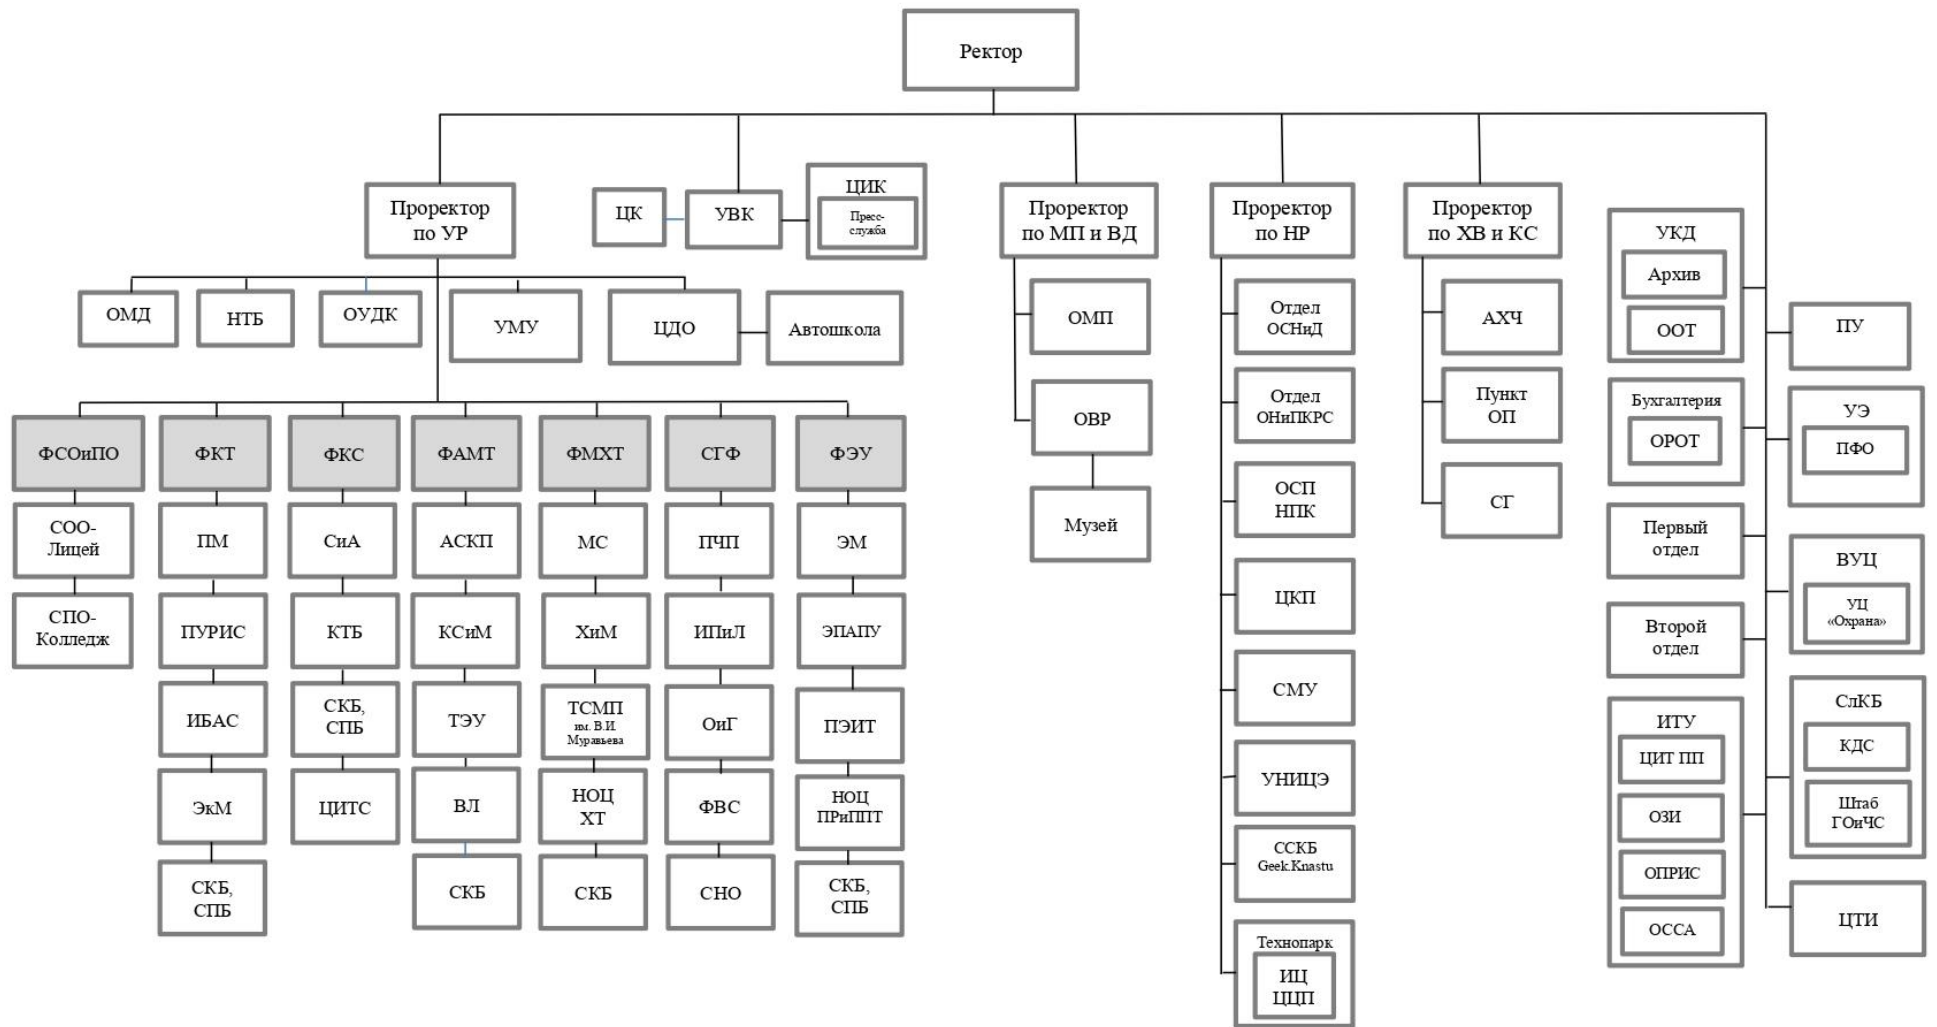 Ректор
Проректор
по УР
ЦК
УВК
ЦИК
Пресс-
служба
Проректор
по МП и ВД
Проректор
по НР
Проректор
по ХВ и КС
ОМД
НТБ
ОУДК
УМУ
ЦДО
Автошкола
ФСОиПО
СОО-
Лицей
СПО-
Колледж
ФКТ
ПМ
ПУРИС
ИБАС
ЭкМ
СКБ,
СПБ
ФКС
СиА
КТБ
СКБ,
СПБ
ЦИТС
ФАМТ
АСКП
КСиМ
ТЭУ
ВЛ
СКБ
ФМХТ
МС
ХиМ
ТСМП
им. В.И.
Муравьева
НОЦ
ХТ
СКБ
СГФ
ПЧП
ИПиЛ
ОиГ
ФВС
СНО
ФЭУ
ЭМ
ЭПАПУ
ПЭИТ
НОЦ
ПРиППТ
СКБ,
СПБ
ОМП
ОВР
Музей
Отдел
ОСНиД
Отдел
ОНиПКРС
ОСП
НПК
ЦКП
СМУ
УНИЦЭ
ССКБ
Geek.Knastu
Технопарк
ИЦ
ЦЦП
АХЧ
Пункт
ОП
СГ
УКД
Архив
ООТ
Бухгалтерия
ОРОТ
Первый
отдел
Второй
отдел
ИТУ
ЦИТ ПП
ОЗИ
ОПРИС
ОССА
ПУ
УЭ
ПФО
ВУЦ
УЦ
«Охрана»
СлКБ
КДС
Штаб
ГОиЧС
ЦТИ